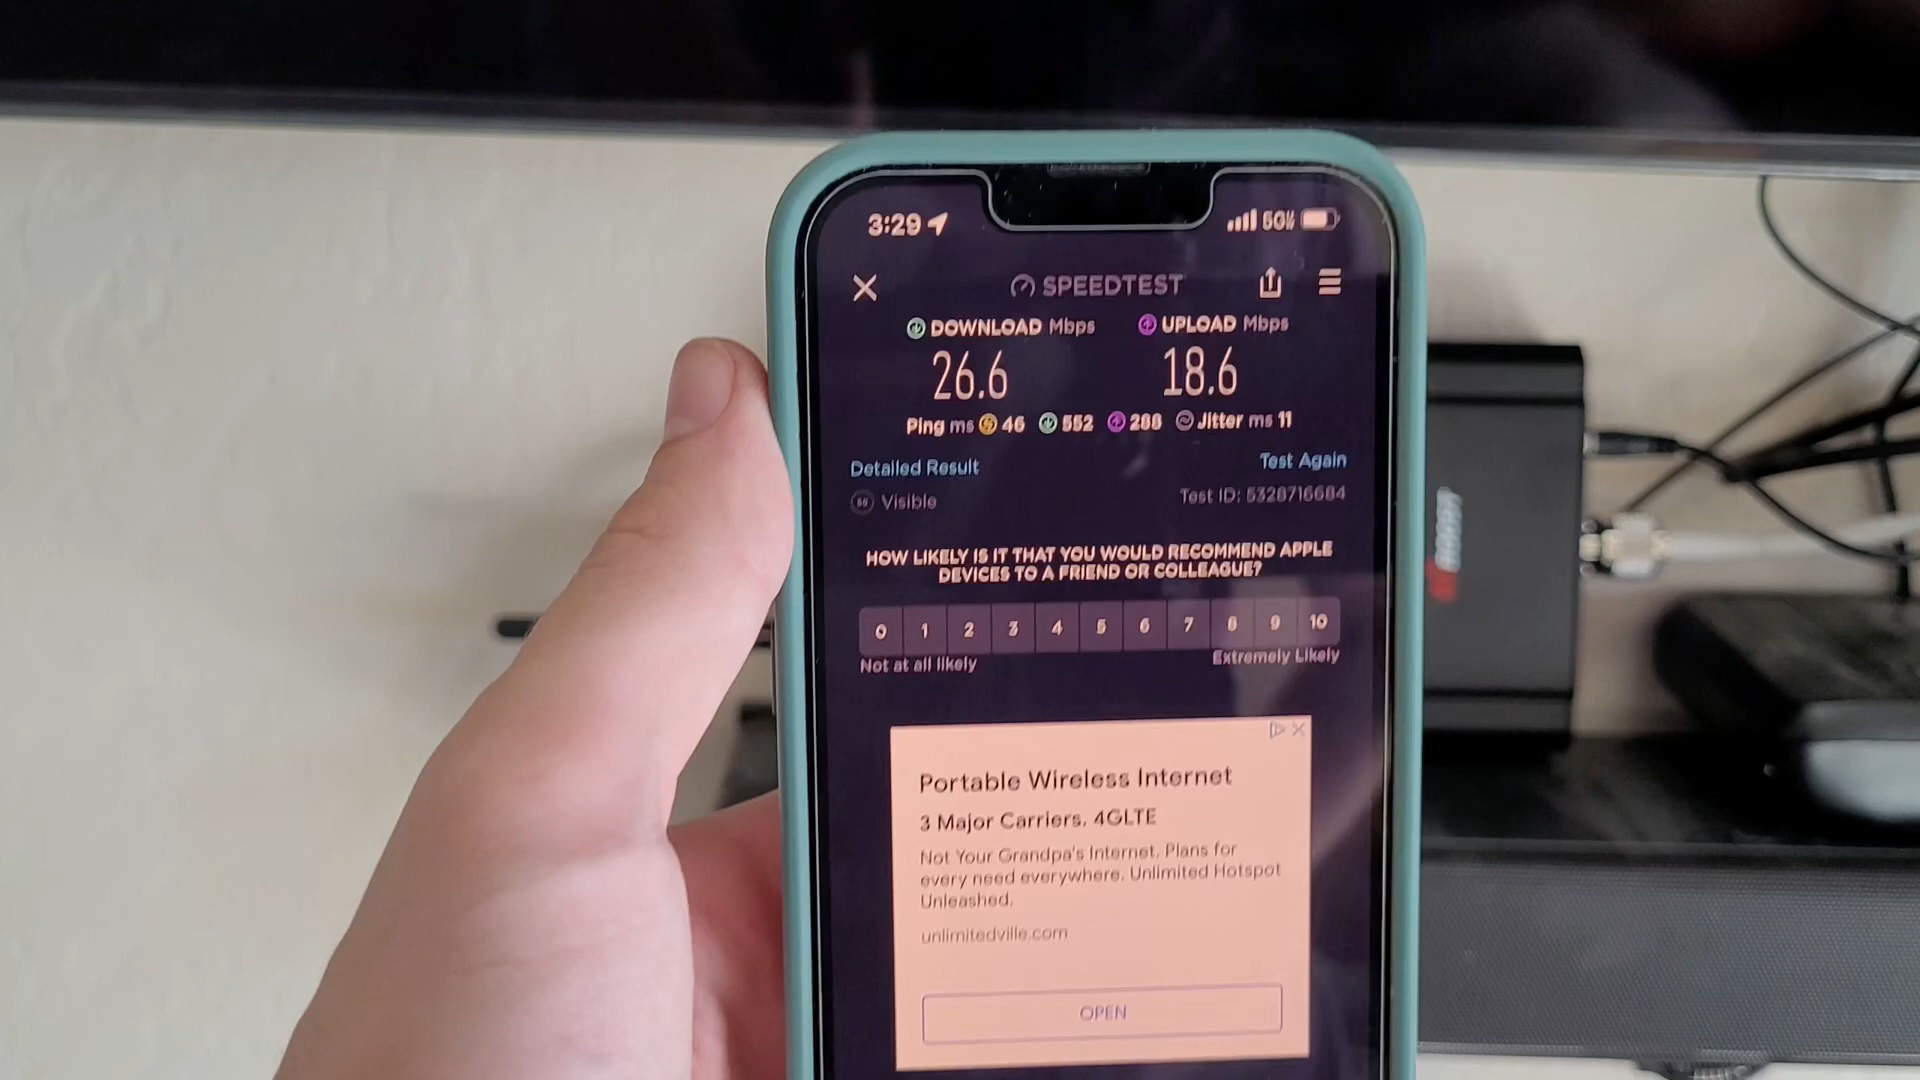 3:29 5G
SPEEDTEST
DOWNLOAD Mbps UPLOAD Mbps
26.6 18.6
Ping ms 46 552 288 Jitter ms 11
Detailed Result Test Again
5G Visible Test ID: 5328716684
HOW LIKELY IS IT THAT YOU WOULD RECOMMEND APPLE
DEVICES TO A FRIEND OR COLLEAGUE?
0 1 2 3 4 5 6 7 8 9 10
Not at all likely Extremely Likely
Portable Wireless Internet
3 Major Carriers. 4GLTE
Not Your Grandpa's Internet. Plans for
every need everywhere. Unlimited Hotspot
Unleashed.
unlimitedville.com
OPEN